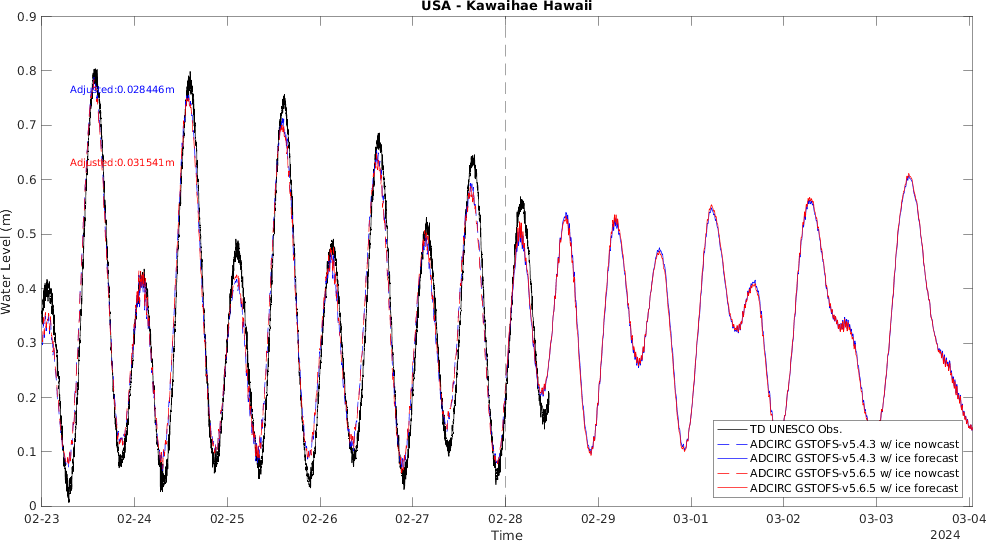 USA - Kawaihae Hawaii
0.9
0.8
0.7
0.6
0.5
0.4
0.3
0.2
0.1
0
Water Level (m)
Adjusted:0.028446m
Adjusted:0.031541m
TD UNESCO Obs.
ADCIRC GSTOFS-v5.4.3 w/ ice nowcast
ADCIRC GSTOFS-v5.4.3 w/ ice forecast
ADCIRC GSTOFS-v5.6.5 w/ ice nowcast
ADCIRC GSTOFS-v5.6.5 w/ ice forecast
02-23 02-24 02-25 02-26 02-27 02-28 02-29 03-01 03-02 03-03 03-04
Time
2024